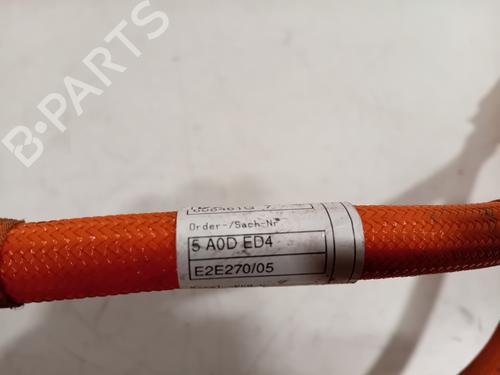 B-PARTS
Order-/Sach-Nr
5 A0D ED4
E2E270/05